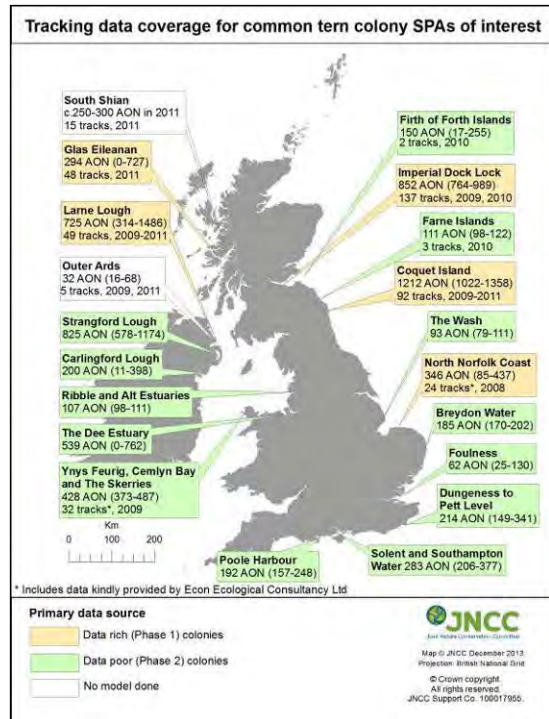 Tracking data coverage for common tern colony SPAs of interest
South Shian
c.250-300 AON in 2011
15 tracks, 2011
Glas Eileanan
294 AON (0-727)
48 tracks, 2011
Larne Lough
725 AON (314-1486)
49 tracks, 2009-2011
Outer Ards
32 AON (16-68)
5 tracks, 2009, 2011
Strangford Lough
825 AON (578-1174)
Carlingford Lough
200 AON (11-398)
Ribble and Alt Estuaries
107 AON (98-111)
The Dee Estuary
539 AON (0-762)
Ynys Feurig, Cemlyn Bay
and The Skerries
428 AON (373-487)
32 tracks*, 2009
Firth of Forth Islands
150 AON (17-255)
2 tracks, 2010
Imperial Dock Lock
852 AON (764-989)
137 tracks, 2009, 2010
Farne Islands
111 AON (98-122)
3 tracks, 2010
Coquet Island
1212 AON (1022-1358)
92 tracks, 2009-2011
The Wash
93 AON (79-111)
North Norfolk Coast
346 AON (85-437)
24 tracks*, 2008
Breydon Water
185 AON (170-202)
Foulness
62 AON (25-130)
Dungeness to
Pett Level
214 AON (149-341)
Solent and Southampton
Water 283 AON (206-377)
Poole Harbour
192 AON (157-248)
Km
0 50 100 200
* Includes data kindly provided by Econ Ecological Consultancy Ltd
Primary data source
Data rich (Phase 1) colonies
Data poor (Phase 2) colonies
No model done
JNCC
Joint Nature Conservation Committee
Map © JNCC December 2013
Projection: British National Grid
© Crown copyright.
All rights reserved.
JNCC Support Co. 100017955.